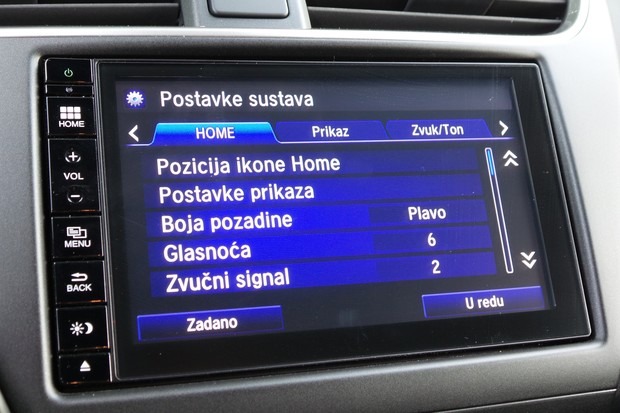 Postavke sustava
HOME Prikaz Zvuk/Ton
HOME
Pozicija ikone Home
Postavke prikaza
VOL
Boja pozadine Plavo
Glasnoća 6
MENU
Zvučni signal 2
BACK
Zadano U redu